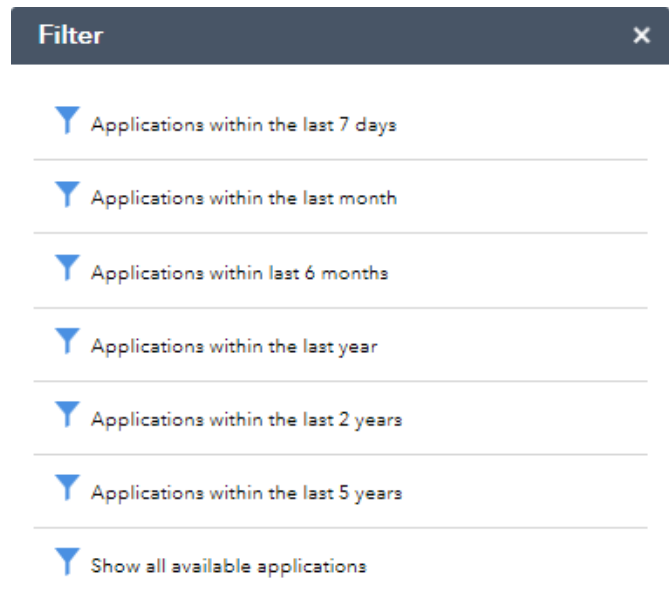 Filter
Applications within the last 7 days
Applications within the last month
Applications within last 6 months
Applications within the last year
Applications within the last 2 years
Applications within the last 5 years
Show all available applications